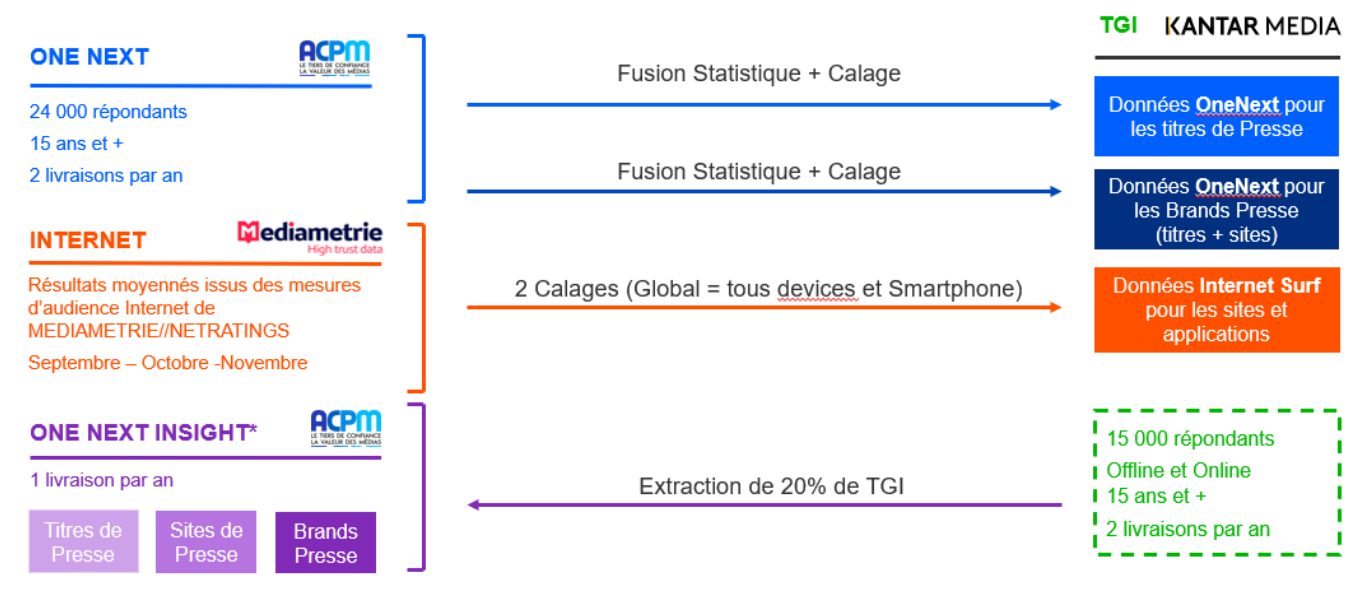 ONE NEXT
ACPM
LE TIERS DE CONFIANCE
LA VALEUR DES MÉDIAS
24 000 répondants
15 ans et +
2 livraisons par an
INTERNET
Mediametrie
High trust data
Résultats moyennés issus des mesures
d'audience Internet de
MEDIAMETRIE//NETRATINGS
Septembre – Octobre -Novembre
ONE NEXT INSIGHT*
ACPM
LE TIERS DE CONFIANCE
LA VALEUR DES MÉDIAS
1 livraison par an
Titres de
Presse
Sites de
Presse
Brands
Presse
Fusion Statistique + Calage
Fusion Statistique + Calage
2 Calages (Global = tous devices et Smartphone)
Extraction de 20% de TGI
TGI KANTAR MEDIA
Données OneNext pour
les titres de Presse
Données OneNext pour
les Brands Presse
(titres + sites)
Données Internet Surf
pour les sites et
applications
15 000 répondants
Offline et Online
15 ans et +
2 livraisons par an